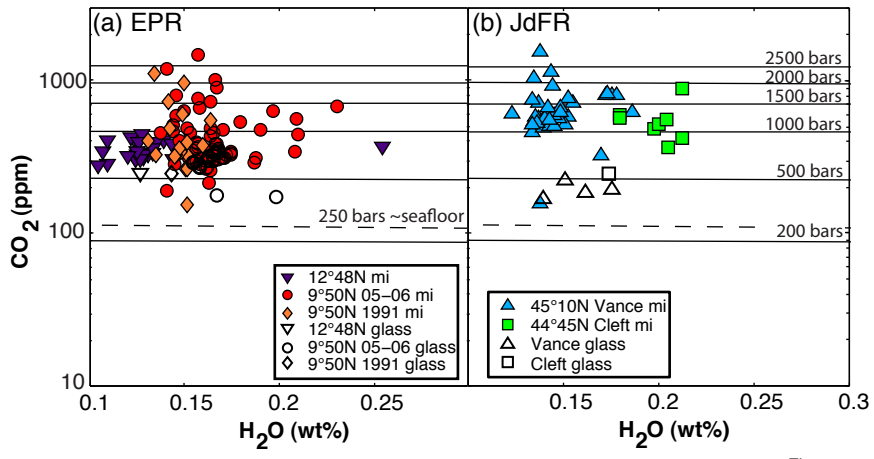 (a) EPR
(b) JdFR
CO2 (ppm)
1000
100
10
2500 bars
2000 bars
1500 bars
1000 bars
500 bars
250 bars ~seafloor
200 bars
12°48N mi
9°50N 05–06 mi
9°50N 1991 mi
12°48N glass
9°50N 05–06 glass
9°50N 1991 glass
45°10N Vance mi
44°45N Cleft mi
Vance glass
Cleft glass
0.1 0.15 0.2 0.25
0.15 0.2 0.25 0.3
H2O (wt%)
H2O (wt%)